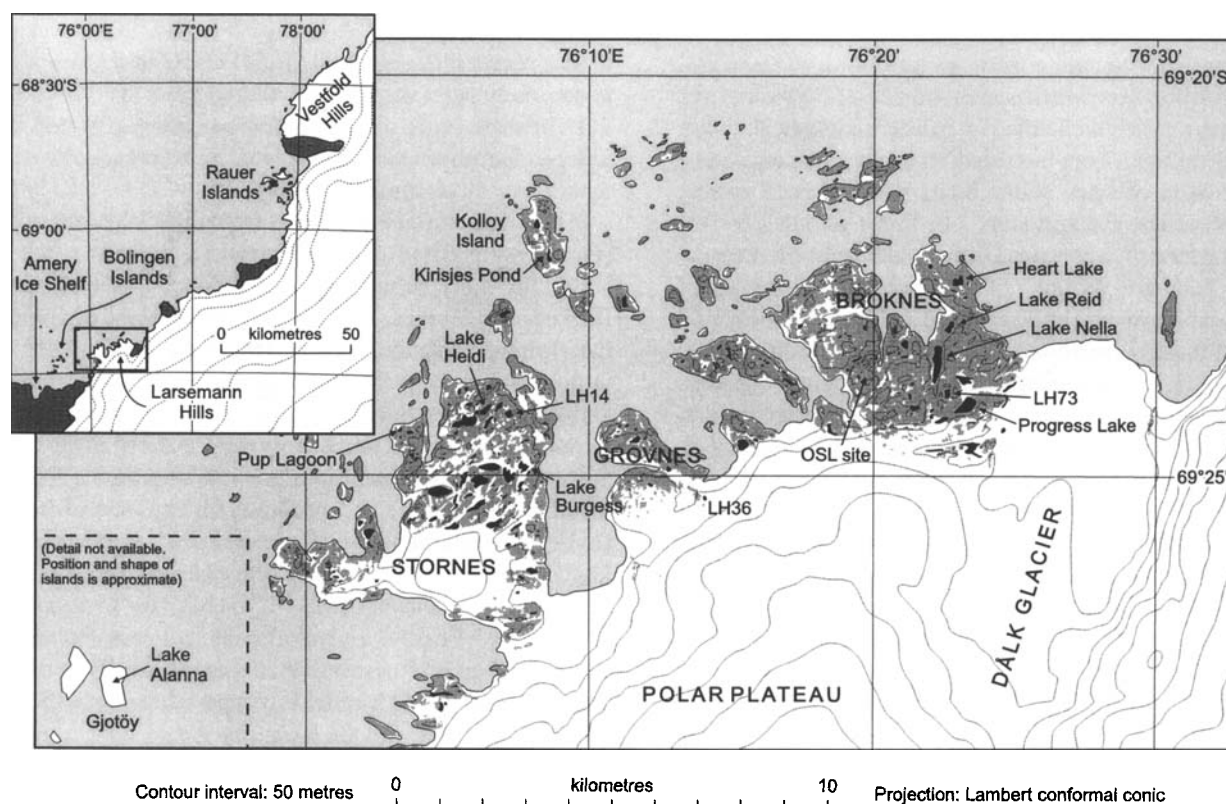 76°00'E
77°00'E
78°00'E
68°30'S
Vestfold
Hills
Rauer
Islands
69°00'
Amery
Ice Shelf
Bolingen
Islands
0 kilometres 50
Larsemann
Hills
76°10'E
76°20'E
76°30'E
69°20'S
Kolloy
Island
Kirisjes Pond
BROKNES
Heart Lake
Lake Reid
Lake Nella
Lake
Heidi
LH14
LH73
Progress Lake
Pup Lagoon
GROVNES
OSL site
69°25'
Lake
Burgess
LH36
(Detail not available.
Position and shape of
islands is approximate)
STORNES
DÅLK GLACIER
Lake
Alanna
Gjotöy
POLAR PLATEAU
Contour interval: 50 metres
0 kilometres 10
Projection: Lambert conformal conic